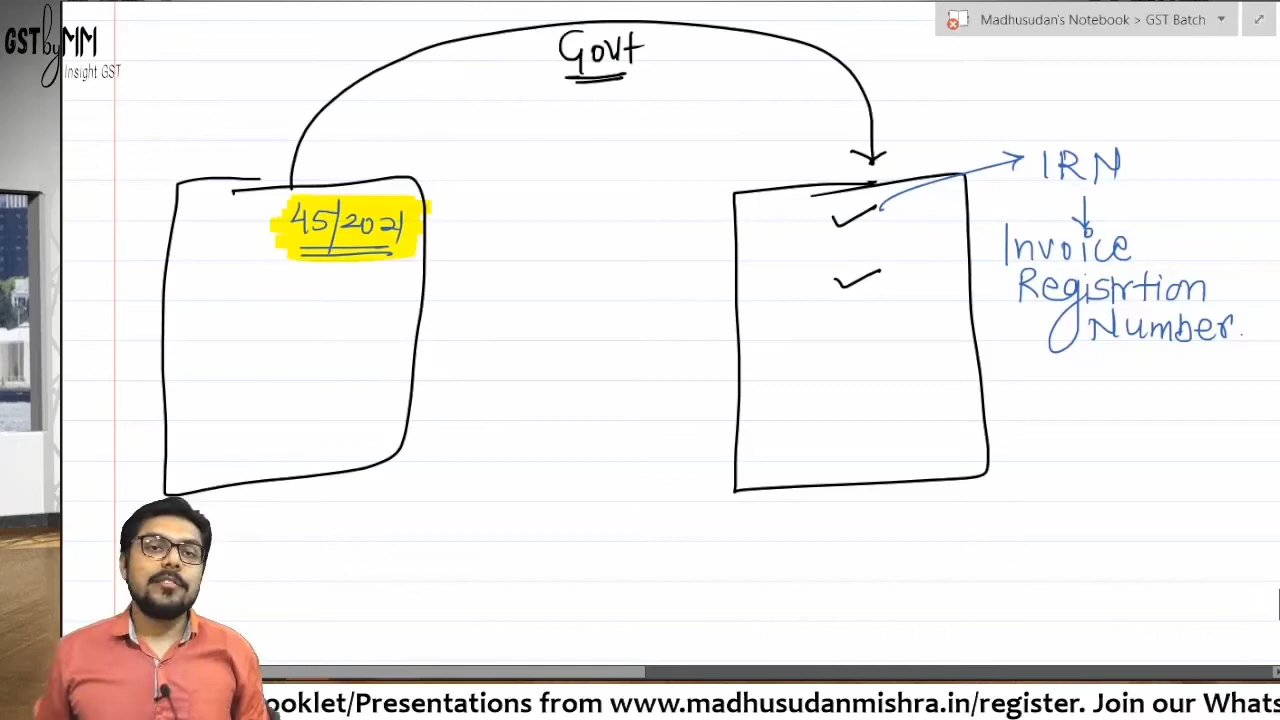 GST by MM
Insight GST
Madhusudan's Notebook > GST Batch
Govt
45/2021
IRN
Invoice
Regisrtion
Number.
ooklet/Presentations from www.madhusudanmishra.in/register. Join our Whats